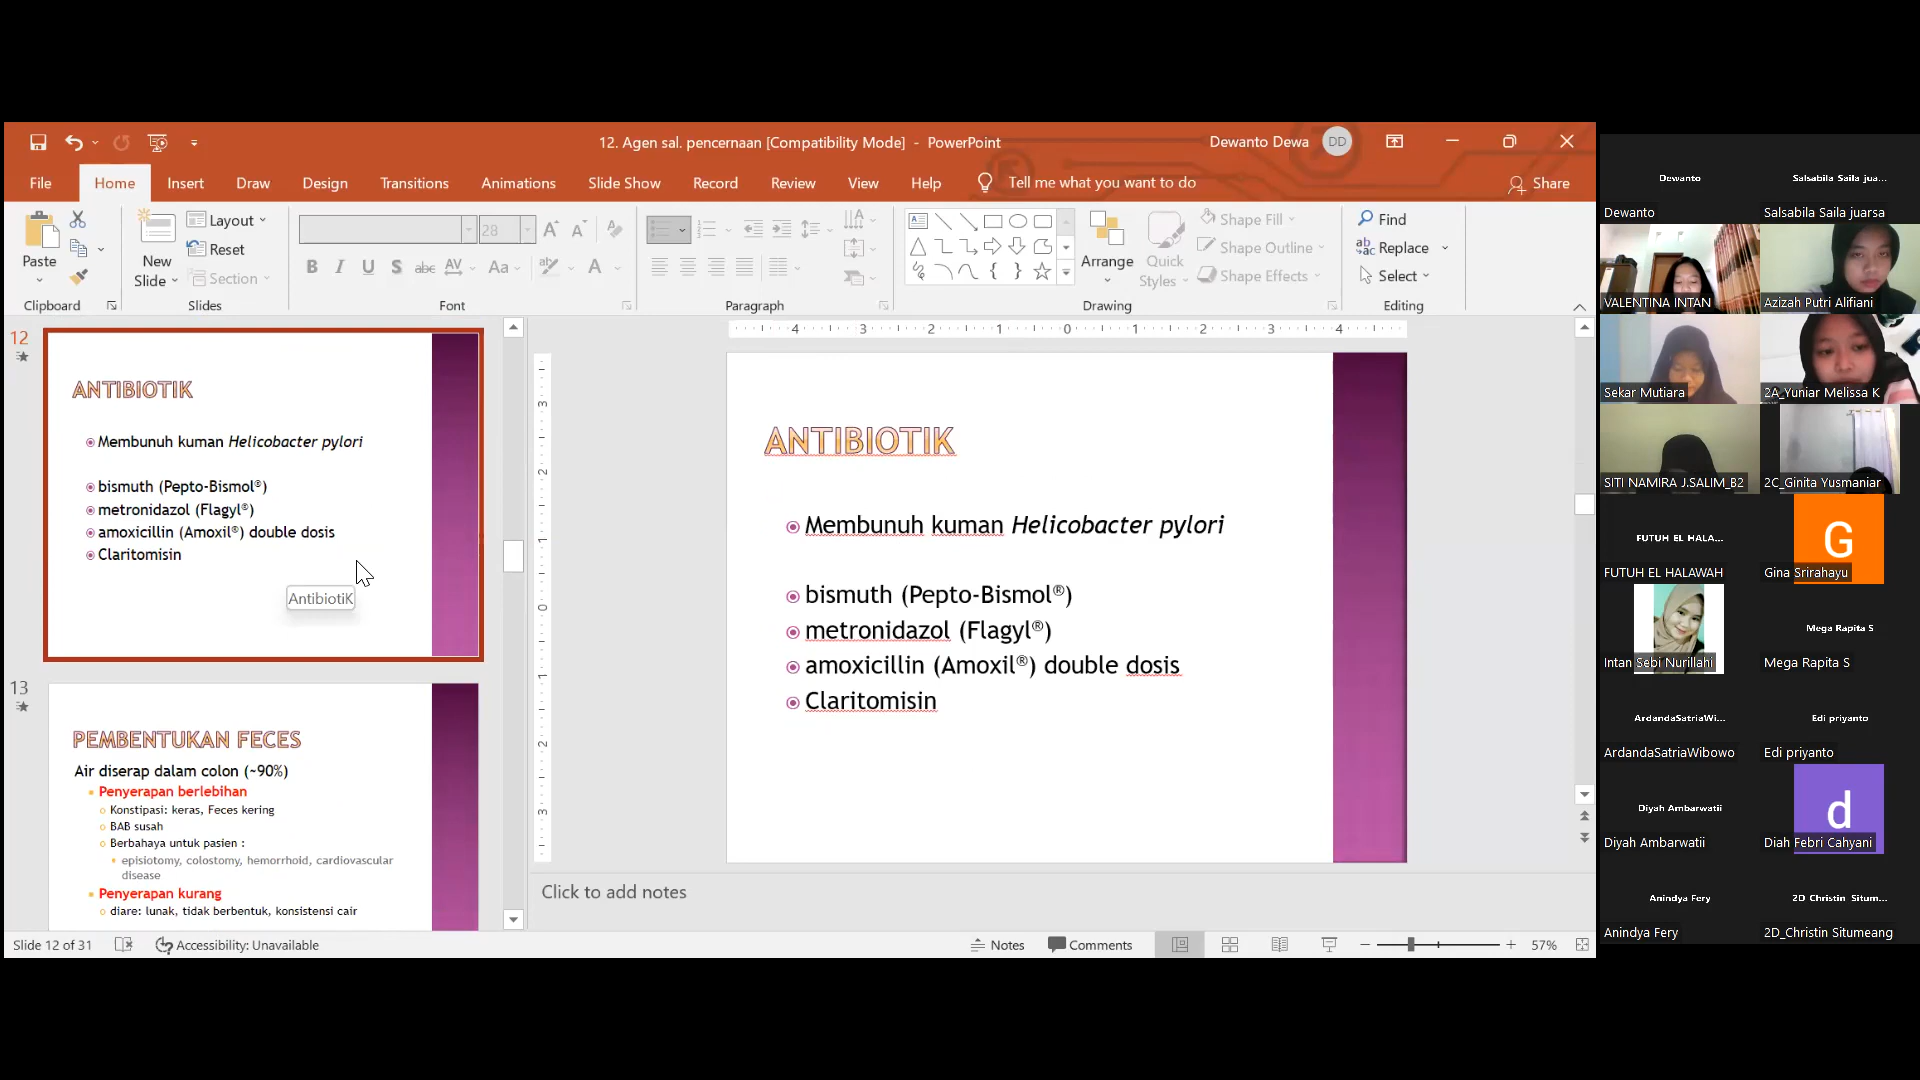 12. Agen sal. pencernaan [Compatibility Mode] - PowerPoint
Dewanto Dewa
DD
File
Home
Insert
Draw
Design
Transitions
Animations
Slide Show
Record
Review
View
Help
Tell me what you want to do
Share
Paste
New Slide
Layout
Reset
Section
28
Arrange
Quick Styles
Shape Fill
Shape Outline
Shape Effects
Find
Replace
Select
Clipboard
Slides
Font
Paragraph
Drawing
Editing
12
ANTIBIOTIK
Membunuh kuman Helicobacter pylori
bismuth (Pepto-Bismol®)
metronidazol (Flagyl®)
amoxicillin (Amoxil®) double dosis
Claritomisin
AntibiotiK
13
PEMBENTUKAN FECES
Air diserap dalam colon (~90%)
Penyerapan berlebihan
Konstipasi: keras, Feces kering
BAB susah
Berbahaya untuk pasien :
episiotomy, colostomy, hemorrhoid, cardiovascular
disease
Penyerapan kurang
diare: lunak, tidak berbentuk, konsistensi cair
ANTIBIOTIK
Membunuh kuman Helicobacter pylori
bismuth (Pepto-Bismol®)
metronidazol (Flagyl®)
amoxicillin (Amoxil®) double dosis
Claritomisin
Click to add notes
Slide 12 of 31
Accessibility: Unavailable
Notes
Comments
57%
Dewanto
Dewanto
Salsabila Saila jua...
Salsabila Saila juarsa
VALENTINA INTAN
Azizah Putri Alifiani
Sekar Mutiara
2A_Yuniar Melissa K
SITI NAMIRA J.SALIM_B2
2C_Ginita Yusmaniar
FUTUH EL HALA...
FUTUH EL HALAWAH
G
Gina Srirahayu
Intan Sebi Nurillahi
Mega Rapita S
Mega Rapita S
ArdandaSatriaWi...
ArdandaSatriaWibowo
Edi priyanto
Edi priyanto
Diyah Ambarwatii
Diyah Ambarwatii
d
Diah Febri Cahyani
Anindya Fery
Anindya Fery
2D Christin Situm...
2D_Christin Situmeang